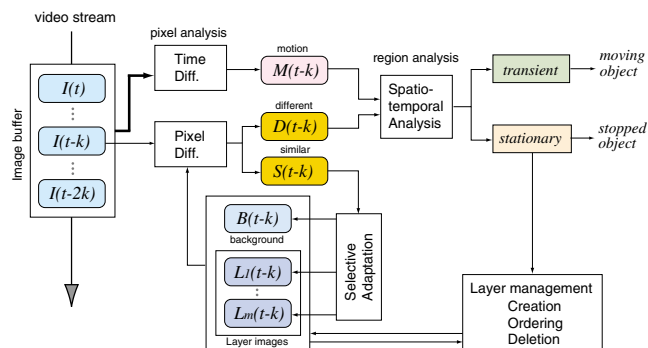 video stream
Image buffer
I(t)
I(t-k)
I(t-2k)
pixel analysis
Time
Diff.
Pixel
Diff.
motion
M(t-k)
different
D(t-k)
similar
S(t-k)
region analysis
Spatio-
temporal
Analysis
transient
moving
object
stationary
stopped
object
B(t-k)
background
L1(t-k)
Lm(t-k)
Layer images
Selective
Adaptation
Layer management
Creation
Ordering
Deletion